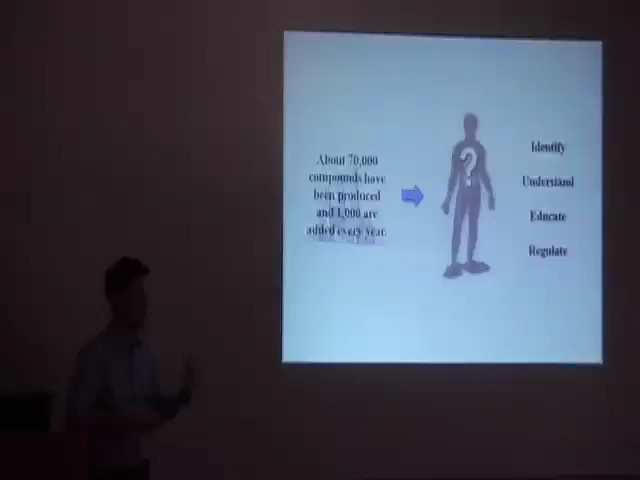 About 70,000
compounds have
been produced
and 1,000 are
added every year.
?
Identify
Understand
Educate
Regulate